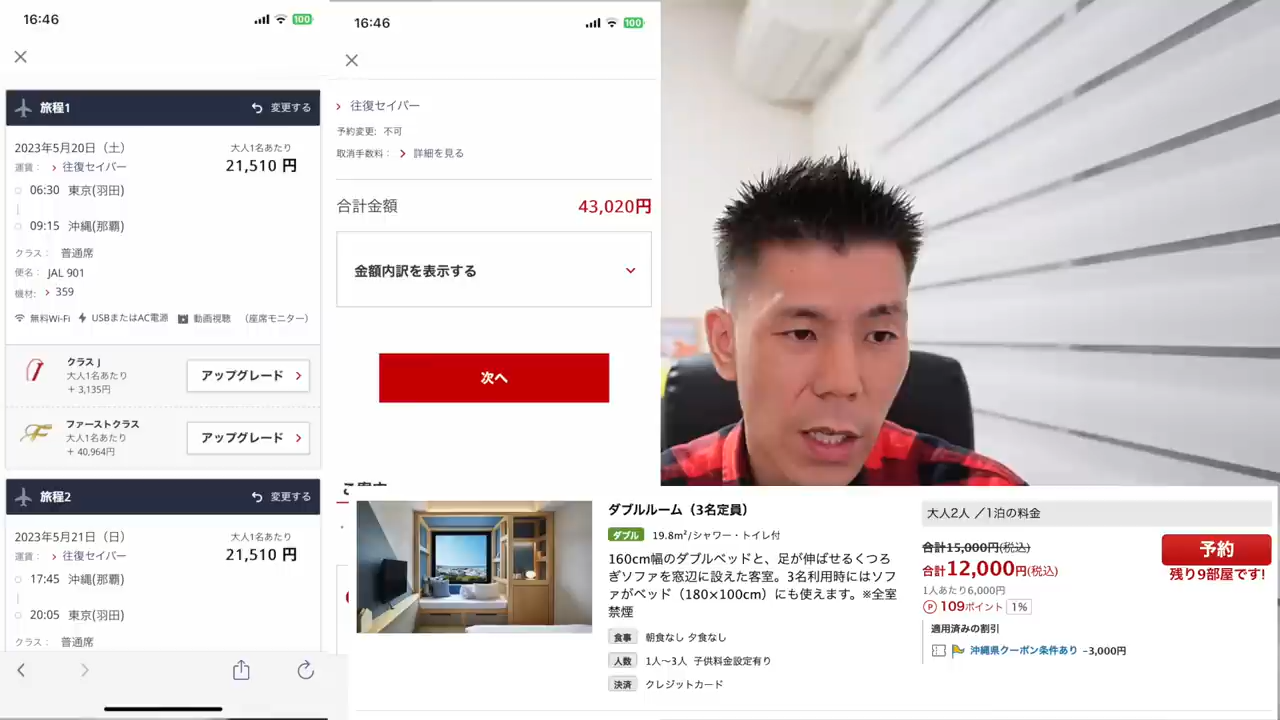 16:46
100
旅程1
変更する
2023年5月20日（土）
大人1名あたり
運賃： 往復セイバー
21,510 円
06:30 東京(羽田)
09:15 沖縄(那覇)
クラス： 普通席
便名： JAL 901
機材: 359
無料Wi-Fi USBまたはAC電源 動画視聴 （座席モニター）
クラス J
大人1名あたり
+ 3,135円
アップグレード
ファーストクラス
大人1名あたり
+ 40,964円
アップグレード
旅程2
変更する
2023年5月21日（日）
大人1名あたり
運賃： 往復セイバー
21,510 円
17:45 沖縄(那覇)
20:05 東京(羽田)
クラス： 普通席
16:46
100
往復セイバー
予約変更: 不可
取消手数料： 詳細を見る
合計金額
43,020円
金額内訳を表示する
次へ
ダブルルーム（3名定員）
ダブル 19.8m²/シャワー・トイレ付
160cm幅のダブルベッドと、足が伸ばせるくつろ
ぎソファを窓辺に設えた客室。3名利用時にはソフ
ァがベッド（180×100cm）にも使えます。※全室
禁煙
食事 朝食なし 夕食なし
人数 1人〜3人 子供料金設定有り
決済 クレジットカード
大人2人 ／1泊の料金
合計15,000円(税込)
合計12,000円(税込)
1人あたり6,000円
P 109ポイント 1%
適用済みの割引
沖縄県クーポン条件あり −3,000円
予約
残り9部屋です!